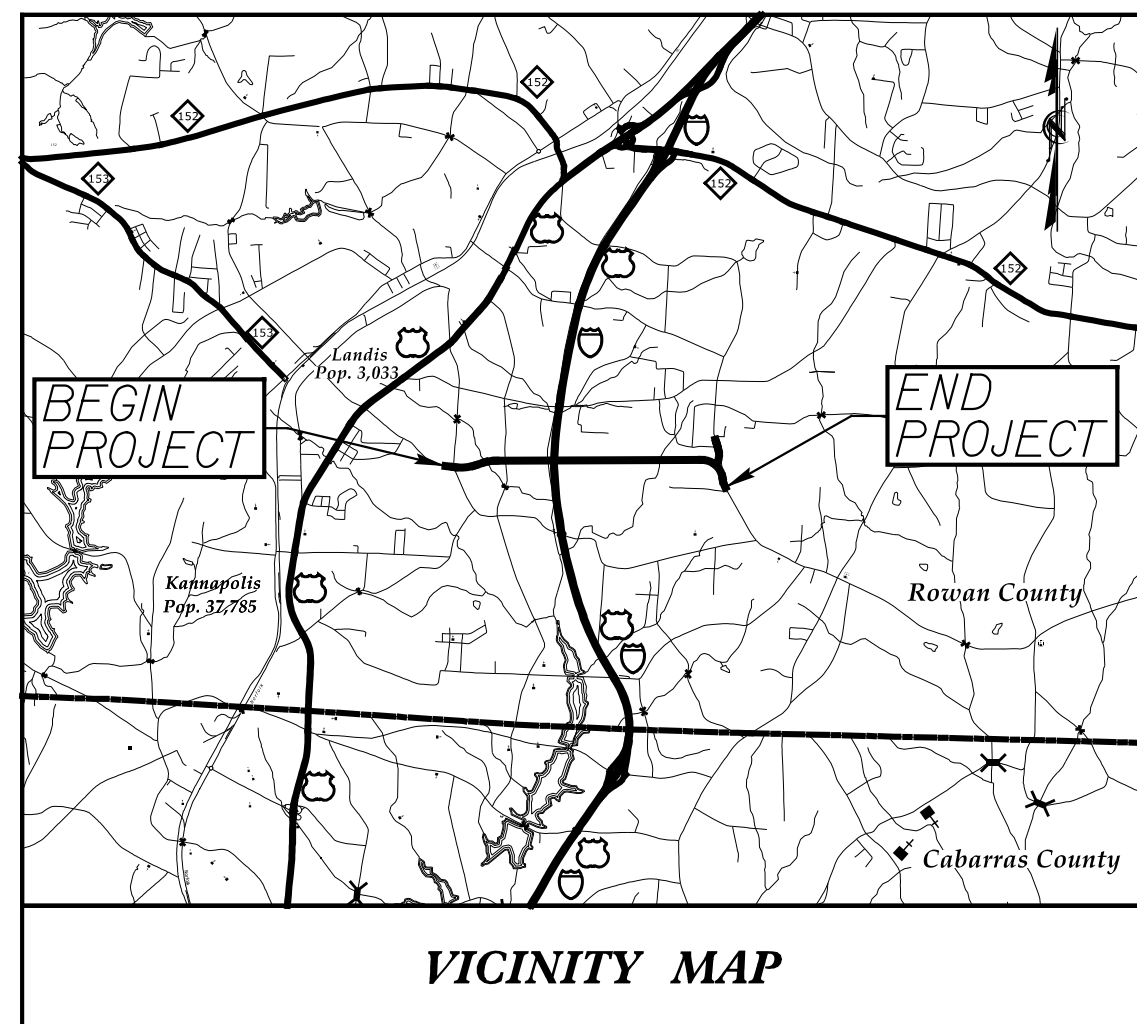 152
152
153
152
152
153
Landis
Pop. 3,033
BEGIN
PROJECT
END
PROJECT
Kannapolis
Pop. 37,785
Rowan County
Cabarras County
VICINITY MAP